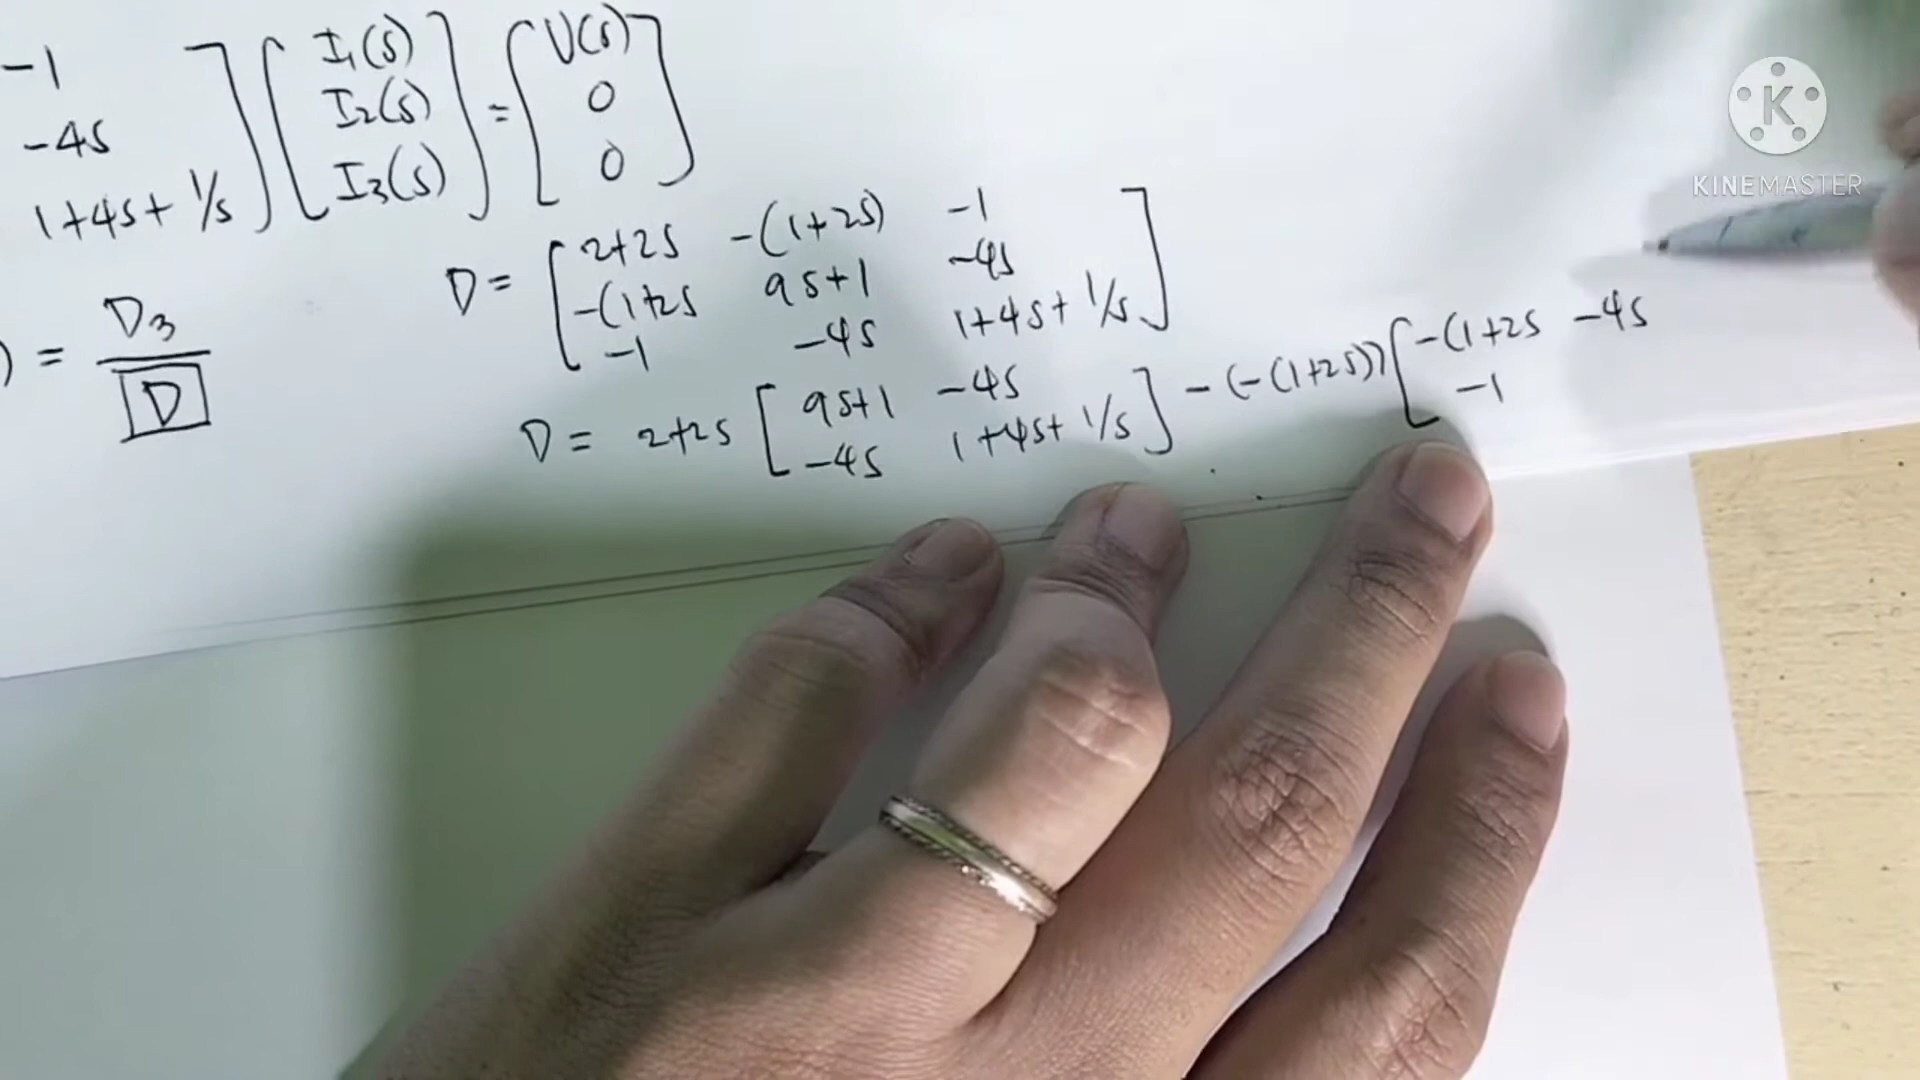 -1
-4s
1+4s+1/s] [I1(s) I2(s) I3(s)] = [V(s) 0 0]
) = D3/D
D = [2+2s -(1+2s) -1
-(1+2s 9s+1 -4s
-1 -4s 1+4s+1/s]
D = 2+2s [9s+1 -4s
-4s 1+4s+1/s] -(-(1+2s)) [-(1+2s -4s
-1
K
KINEMASTER